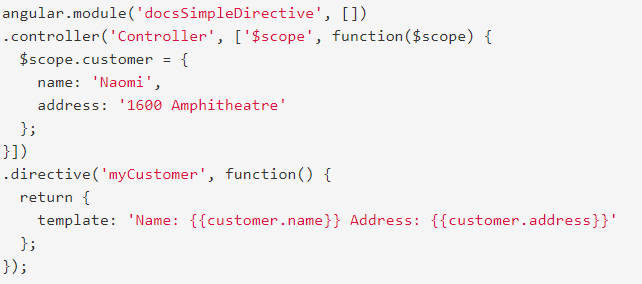 angular.module('docsSimpleDirective', [])
.controller('Controller', ['$scope', function($scope) {
  $scope.customer = {
    name: 'Naomi',
    address: '1600 Amphitheatre'
  };
}])
.directive('myCustomer', function() {
  return {
    template: 'Name: {{customer.name}} Address: {{customer.address}}'
  };
});